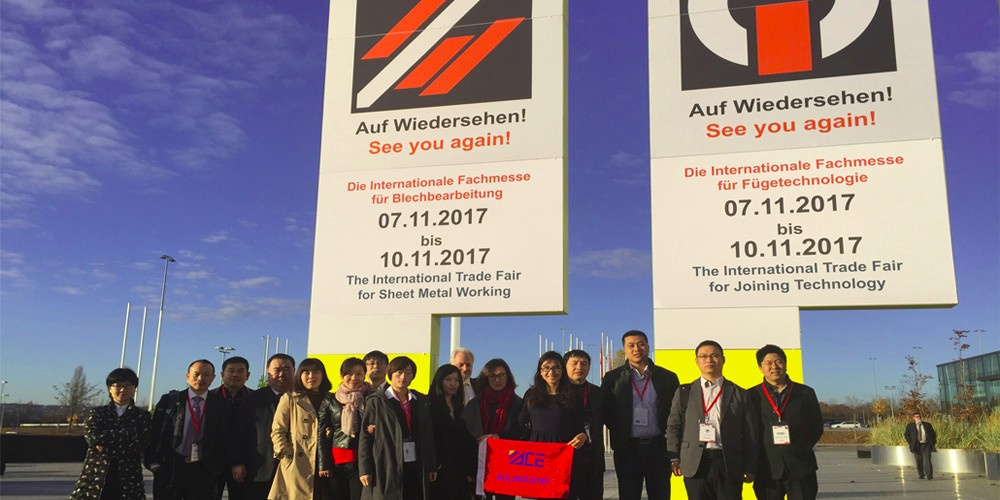 Auf Wiedersehen!
See you again!
Die Internationale Fachmesse
für Blechbearbeitung
07.11.2017
bis
10.11.2017
The International Trade Fair
for Sheet Metal Working
Auf Wiedersehen!
See you again!
Die Internationale Fachmesse
für Fügetechnologie
07.11.2017
bis
10.11.2017
The International Trade Fair
for Joining Technology
ACE